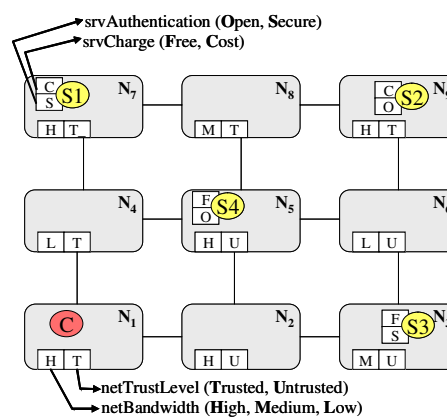 srvAuthentication (Open, Secure)
srvCharge (Free, Cost)
C
S
S1
N7
H T
N8
M T
C
O
S2
N
H T
N4
L T
F
O
S4
N5
H U
N
L U
C
N1
H T
N2
H U
F
S
S3
N
M U
netTrustLevel (Trusted, Untrusted)
netBandwidth (High, Medium, Low)